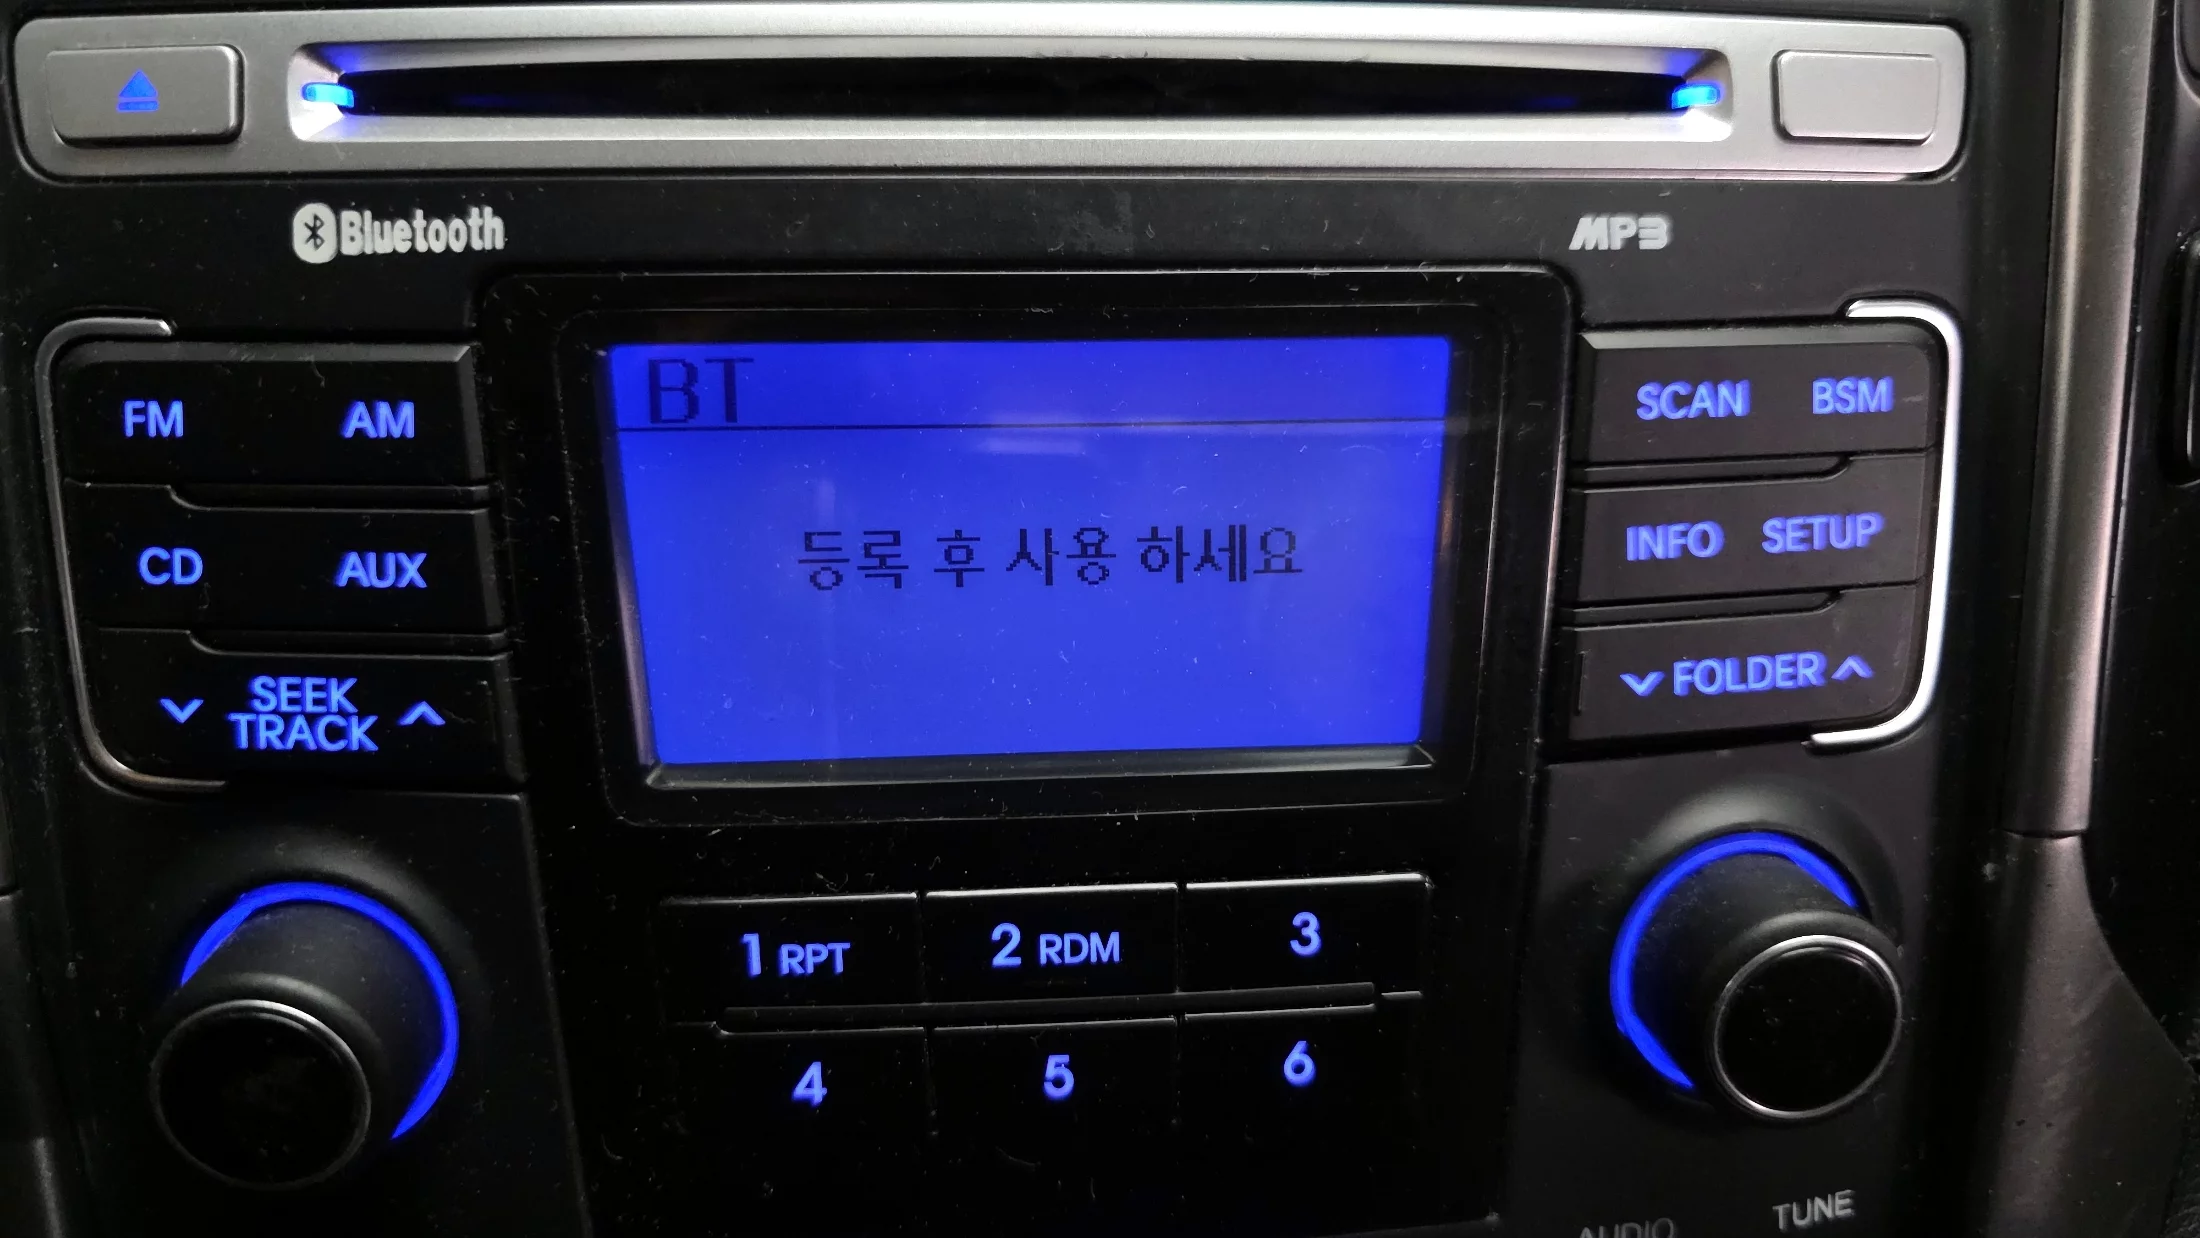 Bluetooth
MP3
BT
등록 후 사용 하세요
FM AM
CD AUX
SEEK
TRACK
SCAN BSM
INFO SETUP
FOLDER
1 RPT 2 RDM 3
4 5 6
AUDIO
TUNE